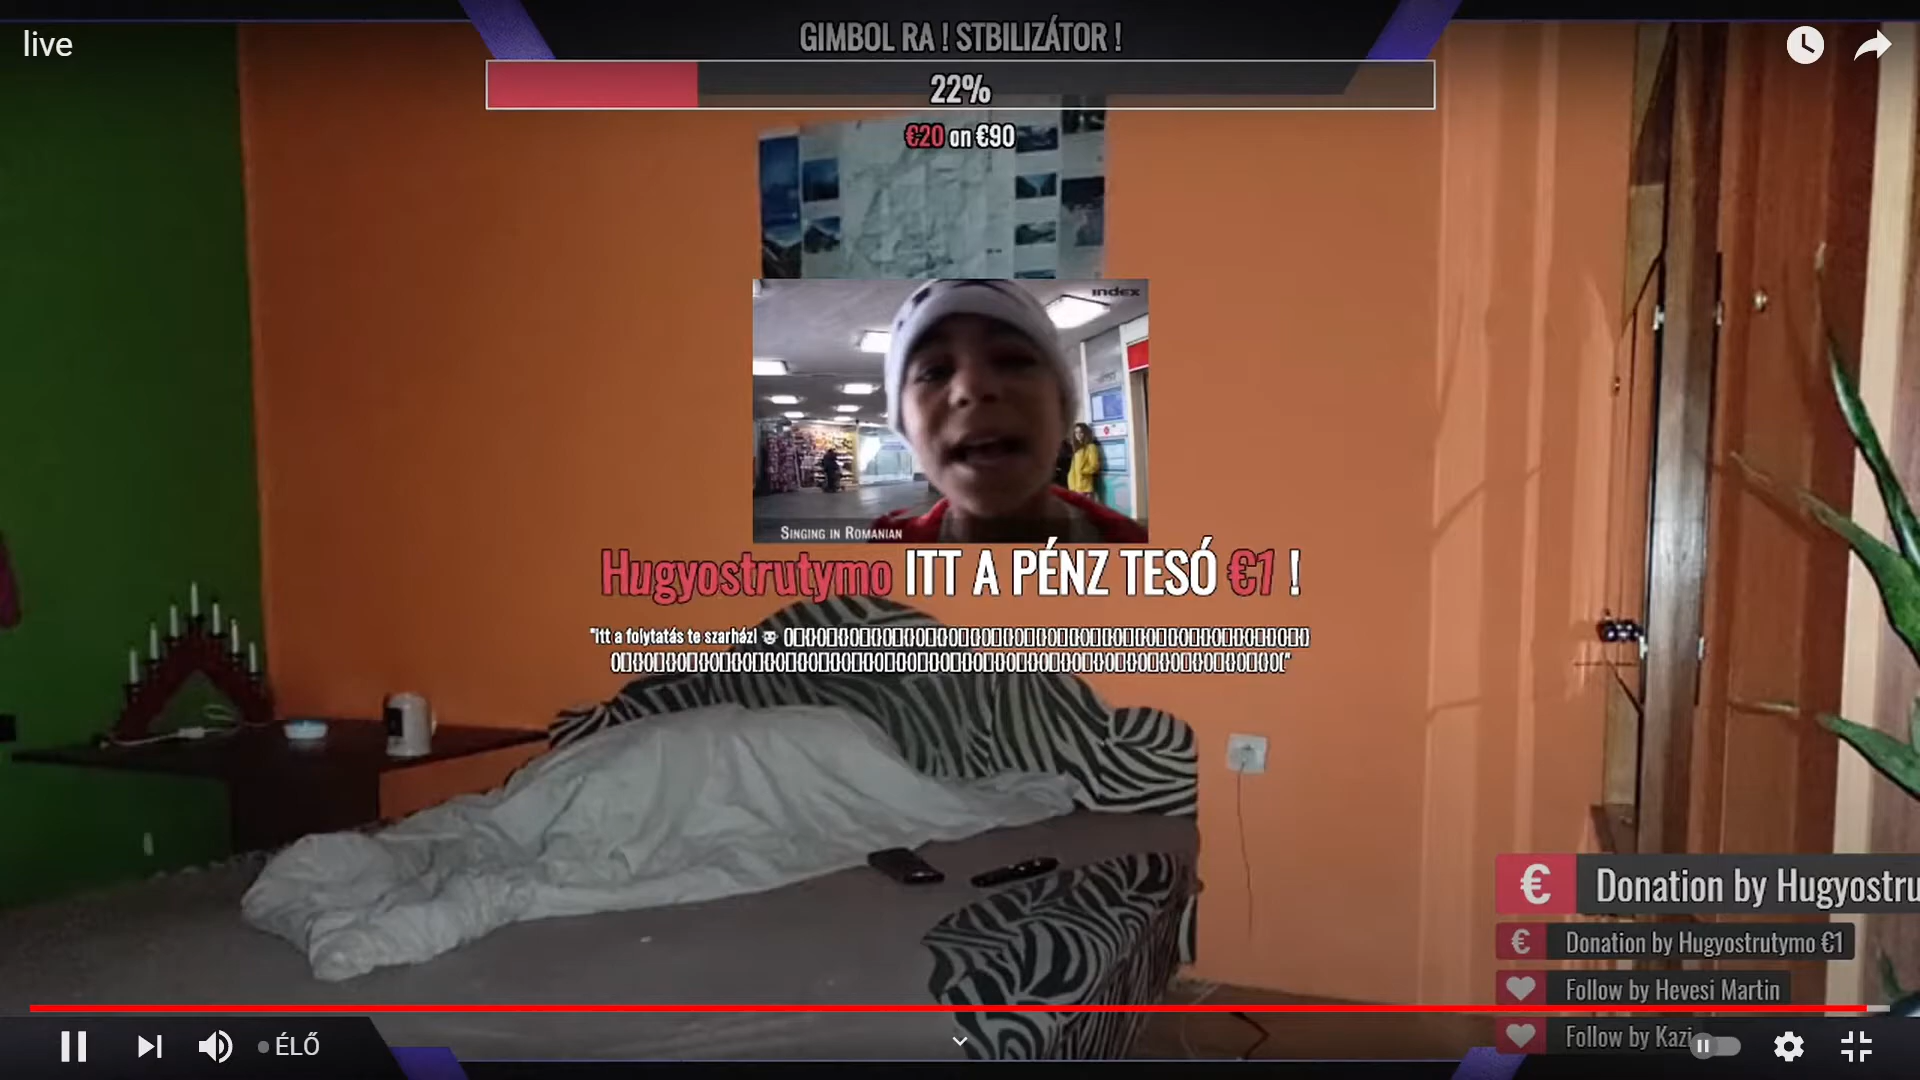 live
GIMBOL RA ! STBILIZÁTOR !
22%
€20 on €90
index
SINGING IN ROMANIAN
Hugyostrutymo ITT A PÉNZ TESÓ €1 !
"Itt a folytatás te szarházi
Donation by Hugyostru
Donation by Hugyostrutymo €1
Follow by Hevesi Martin
Follow by Kazi
ÉLŐ